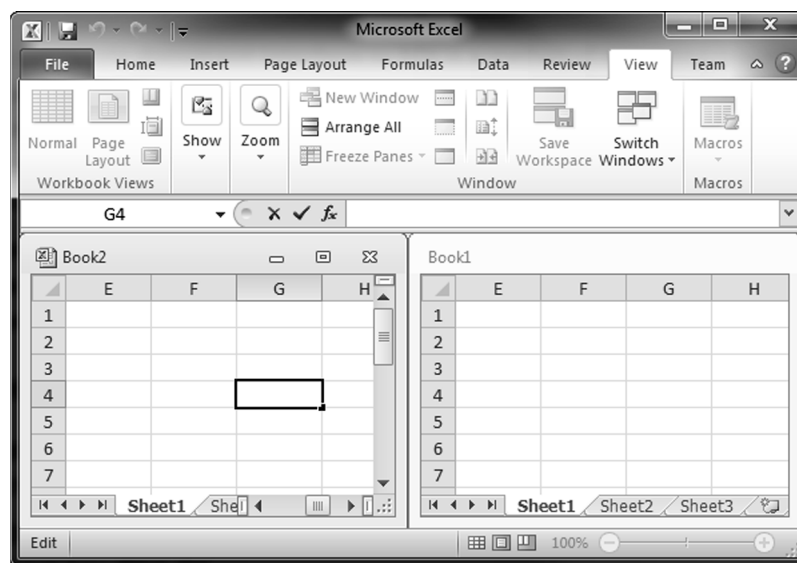 Microsoft Excel
File Home Insert Page Layout Formulas Data Review View Team
Normal Page Layout
Workbook Views
Show
Zoom
New Window
Arrange All
Freeze Panes
Save Workspace
Switch Windows
Window
Macros
Macros
G4 fx
Book2
E F G H
1
2
3
4
5
6
7
Sheet1 She
Book1
E F G H
1
2
3
4
5
6
7
Sheet1 Sheet2 Sheet3
Edit 100%